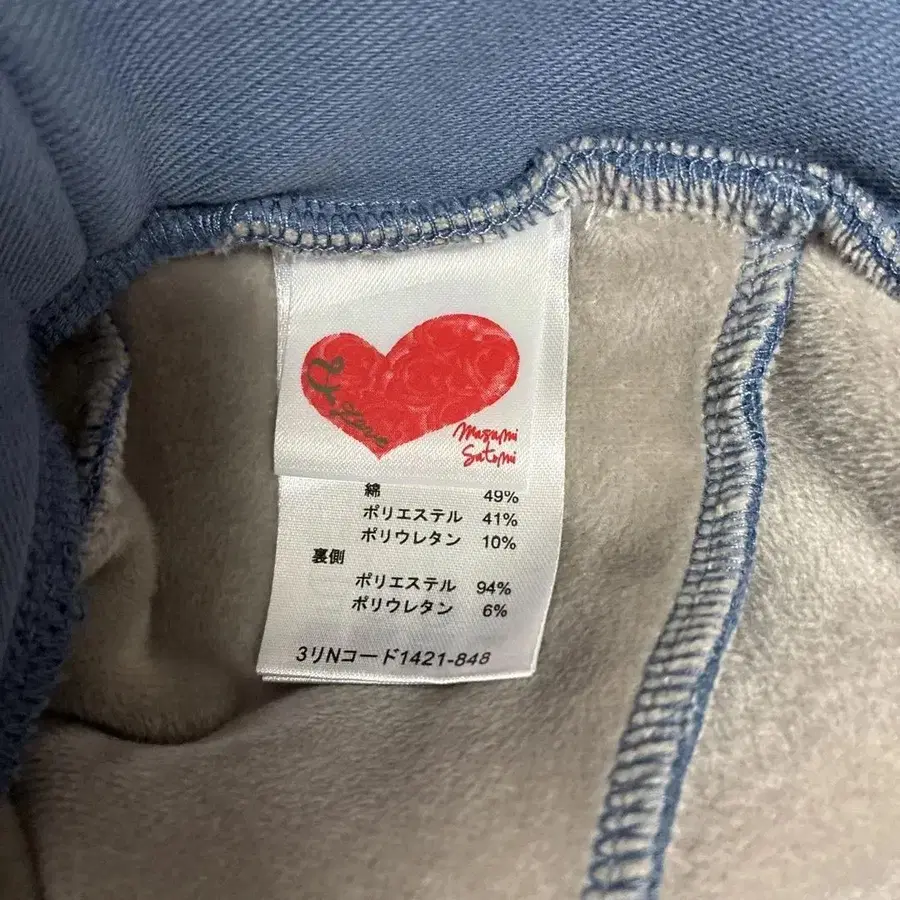 Love
Masami
Satomi
綿 49%
ポリエステル 41%
ポリウレタン 10%
裏側
ポリエステル 94%
ポリウレタン 6%
3リNコード1421-848